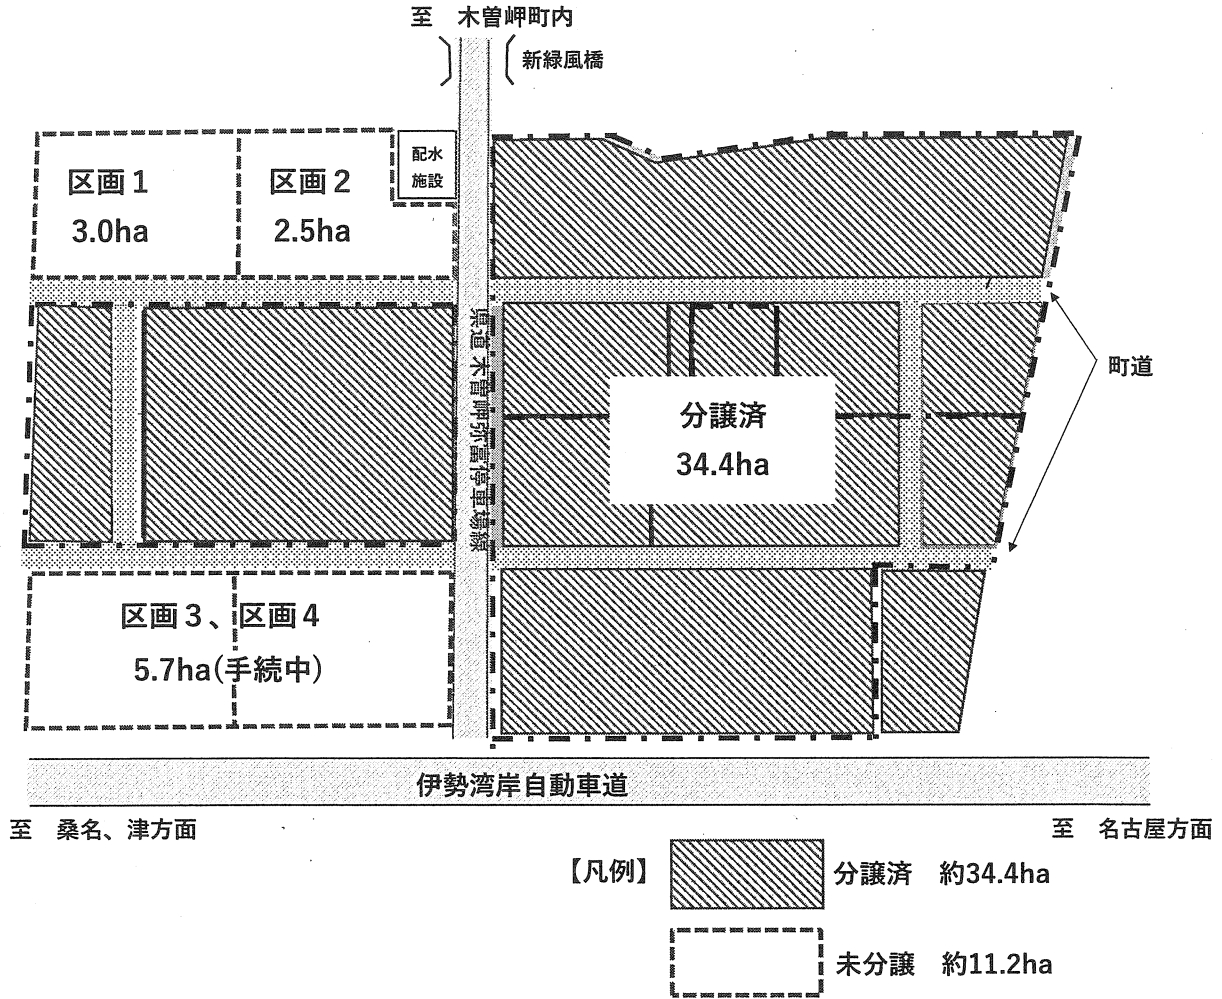 至　木曽岬町内
新緑風橋
配水
施設
区画１
3.0ha
区画２
2.5ha
県道 木曽岬弥富停車場線
町道
分譲済
34.4ha
区画３、区画４
5.7ha(手続中)
伊勢湾岸自動車道
至　桑名、津方面
至　名古屋方面
【凡例】
分譲済　約34.4ha
未分譲　約11.2ha